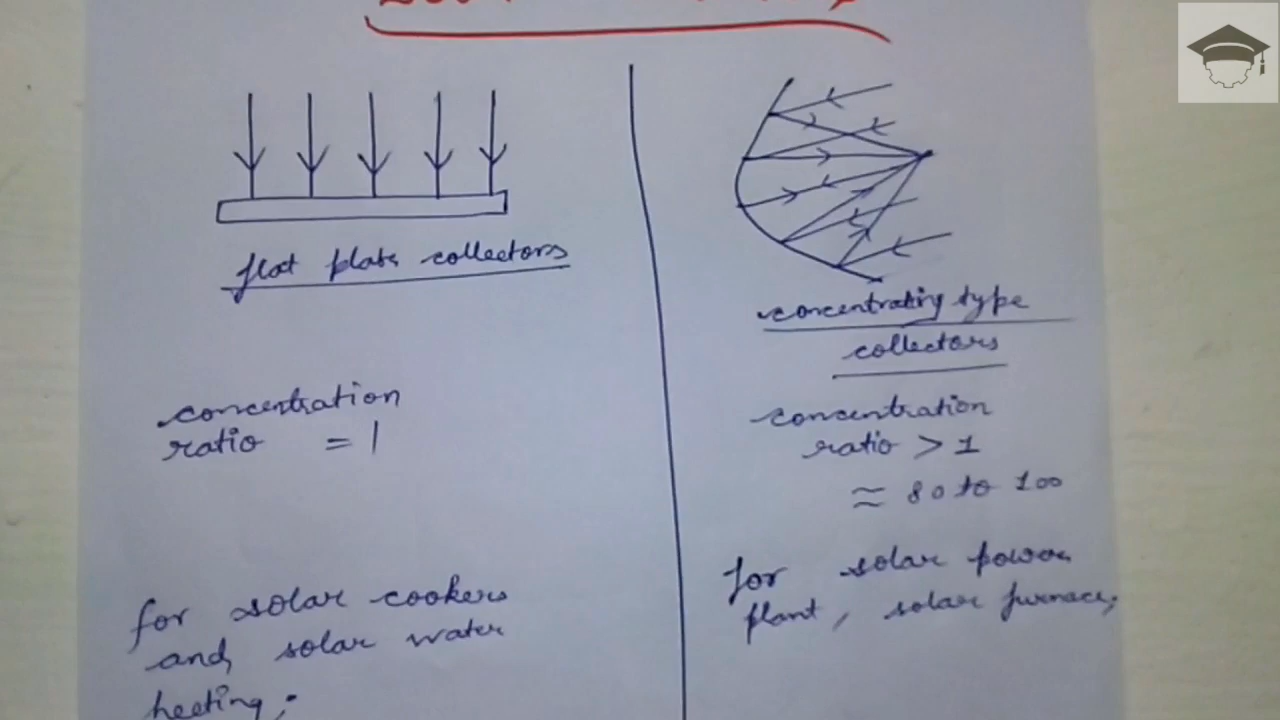 flat plate collectors
concentration
ratio = 1
for solar cookers
and solar water
heeting;
concentrating type
collectors
concentration
ratio > 1
≈ 80 to 100
for solar power
plant, solar furnace,